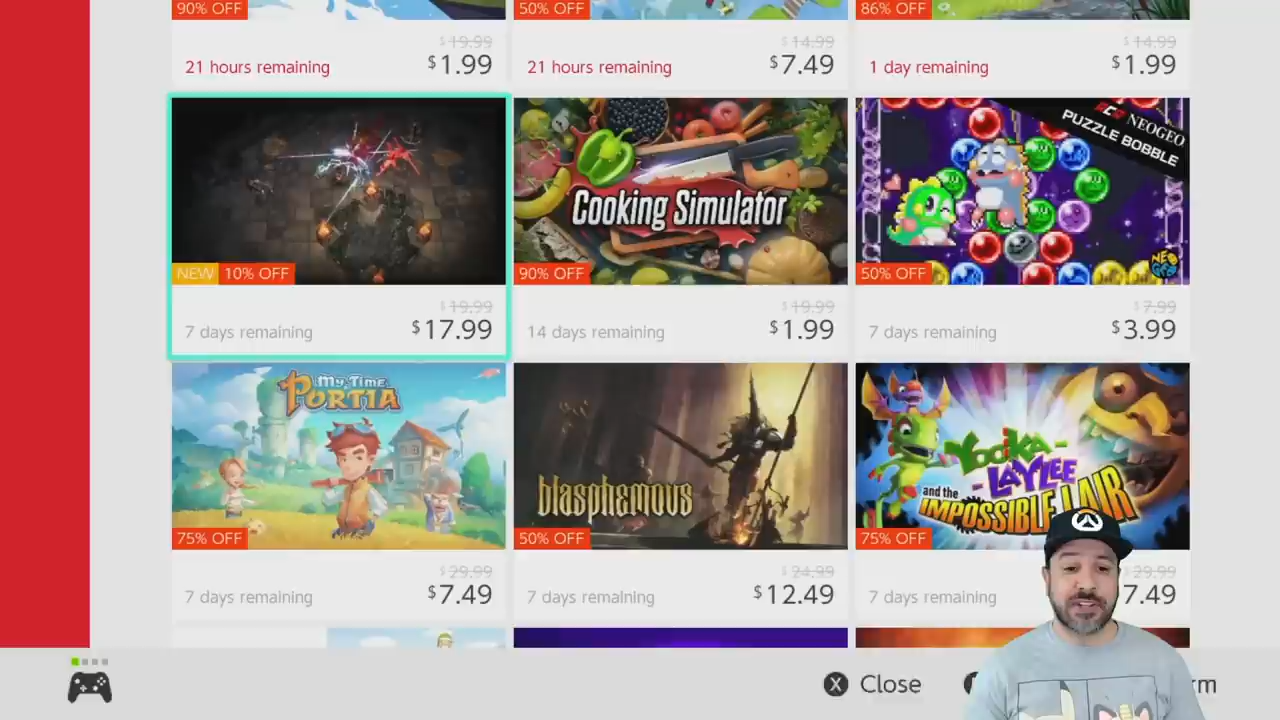 90% OFF
50% OFF
86% OFF
$19.99
$14.99
$14.99
21 hours remaining
$1.99
21 hours remaining
$7.49
1 day remaining
$1.99
NEOGEO
PUZZLE BOBBLE
Cooking Simulator
NEO
GEO
NEW
10% OFF
90% OFF
50% OFF
$19.99
$19.99
$7.99
7 days remaining
$17.99
14 days remaining
$1.99
7 days remaining
$3.99
My Time
PORTIA
blasphemous
YOOKA-
LAYLEE
and the
IMPOSSIBLE LAIR
75% OFF
50% OFF
75% OFF
$29.99
$24.99
29.99
7 days remaining
$7.49
7 days remaining
$12.49
7 days remaining
7.49
X Close
rm